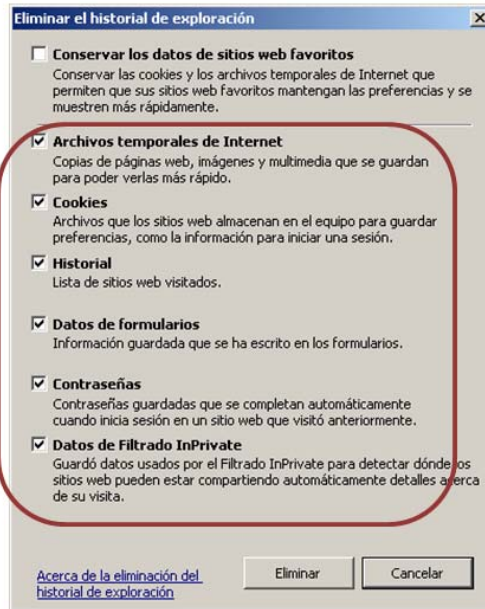 Eliminar el historial de exploración
Conservar los datos de sitios web favoritos
Conservar las cookies y los archivos temporales de Internet que
permiten que sus sitios web favoritos mantengan las preferencias y se
muestren más rápidamente.
Archivos temporales de Internet
Copias de páginas web, imágenes y multimedia que se guardan
para poder verlas más rápido.
Cookies
Archivos que los sitios web almacenan en el equipo para guardar
preferencias, como la información para iniciar una sesión.
Historial
Lista de sitios web visitados.
Datos de formularios
Información guardada que se ha escrito en los formularios.
Contraseñas
Contraseñas guardadas que se completan automáticamente
cuando inicia sesión en un sitio web que visitó anteriormente.
Datos de Filtrado InPrivate
Guardó datos usados por el Filtrado InPrivate para detectar dónde los
sitios web pueden estar compartiendo automáticamente detalles acerca
de su visita.
Acerca de la eliminación del
historial de exploración
Eliminar
Cancelar